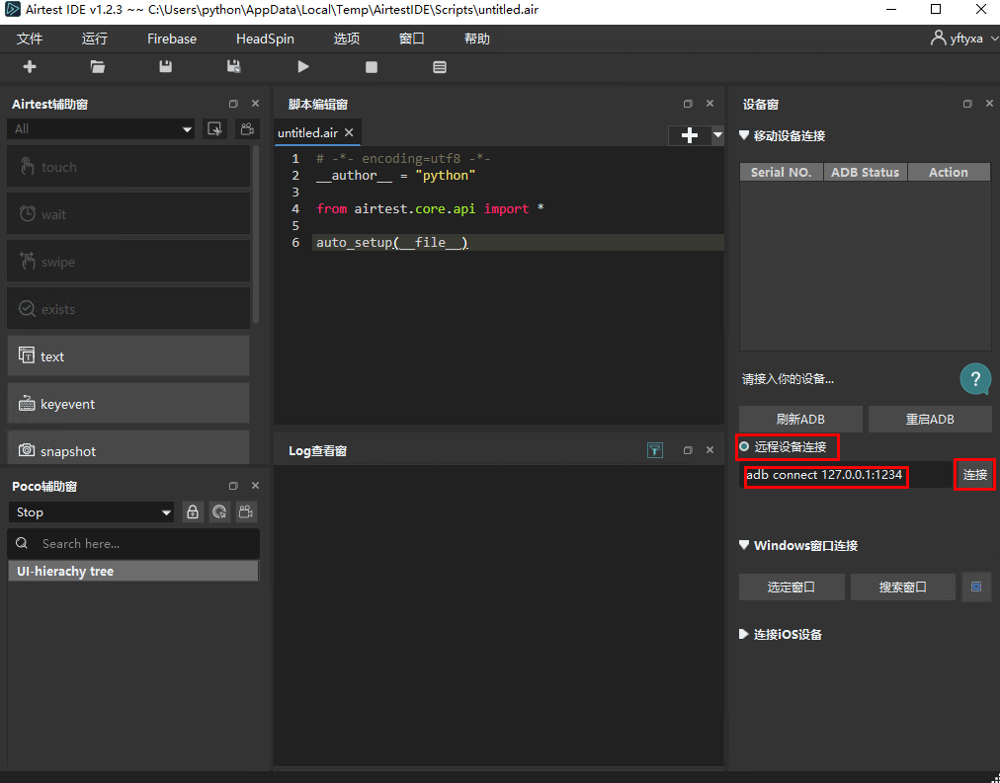 Airtest IDE v1.2.3 ~~ C:\Users\python\AppData\Local\Temp\AirtestIDE\Scripts\untitled.air
文件 运行 Firebase HeadSpin 选项 窗口 帮助 yftyxa
Airtest辅助窗
All
touch
wait
swipe
exists
text
keyevent
snapshot
Poco辅助窗
Stop
Search here...
UI-hierachy tree
脚本编辑窗
untitled.air
1 # -*- encoding=utf8 -*-
2 __author__ = "python"
3
4 from airtest.core.api import *
5
6 auto_setup(__file__)
Log查看窗
设备窗
移动设备连接
Serial NO. ADB Status Action
请接入你的设备...
?
刷新ADB 重启ADB
远程设备连接
adb connect 127.0.0.1:1234 连接
Windows窗口连接
选定窗口 搜索窗口
连接iOS设备